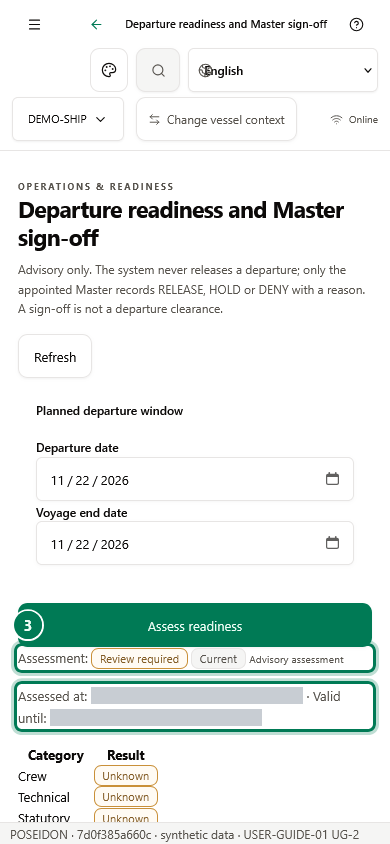 Departure readiness and Master sign-off
English
DEMO-SHIP
Change vessel context
Online
OPERATIONS & READINESS
Departure readiness and Master
sign-off
Advisory only. The system never releases a departure; only the
appointed Master records RELEASE, HOLD or DENY with a reason.
A sign-off is not a departure clearance.
Refresh
Planned departure window
Departure date
11 / 22 / 2026
Voyage end date
11 / 22 / 2026
3
Assess readiness
Assessment: Review required Current Advisory assessment
Assessed at: · Valid
until:
Category Result
Crew Unknown
Technical Unknown
Statutory Unknown
POSEIDON · 7d0f385a660c · synthetic data · USER-GUIDE-01 UG-2